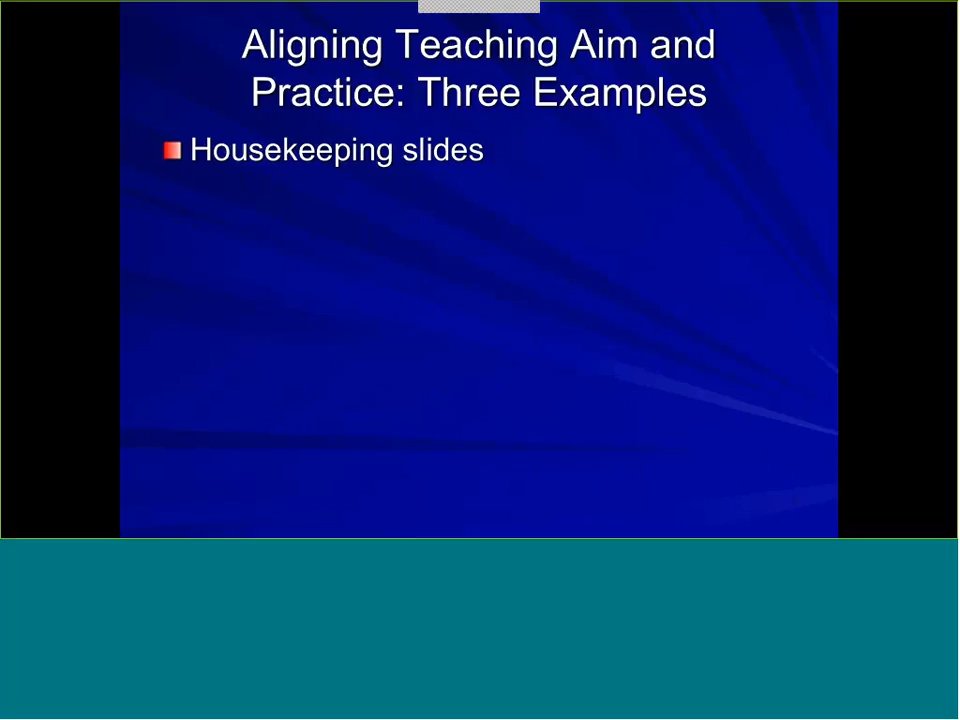 Aligning Teaching Aim and
Practice: Three Examples
Housekeeping slides